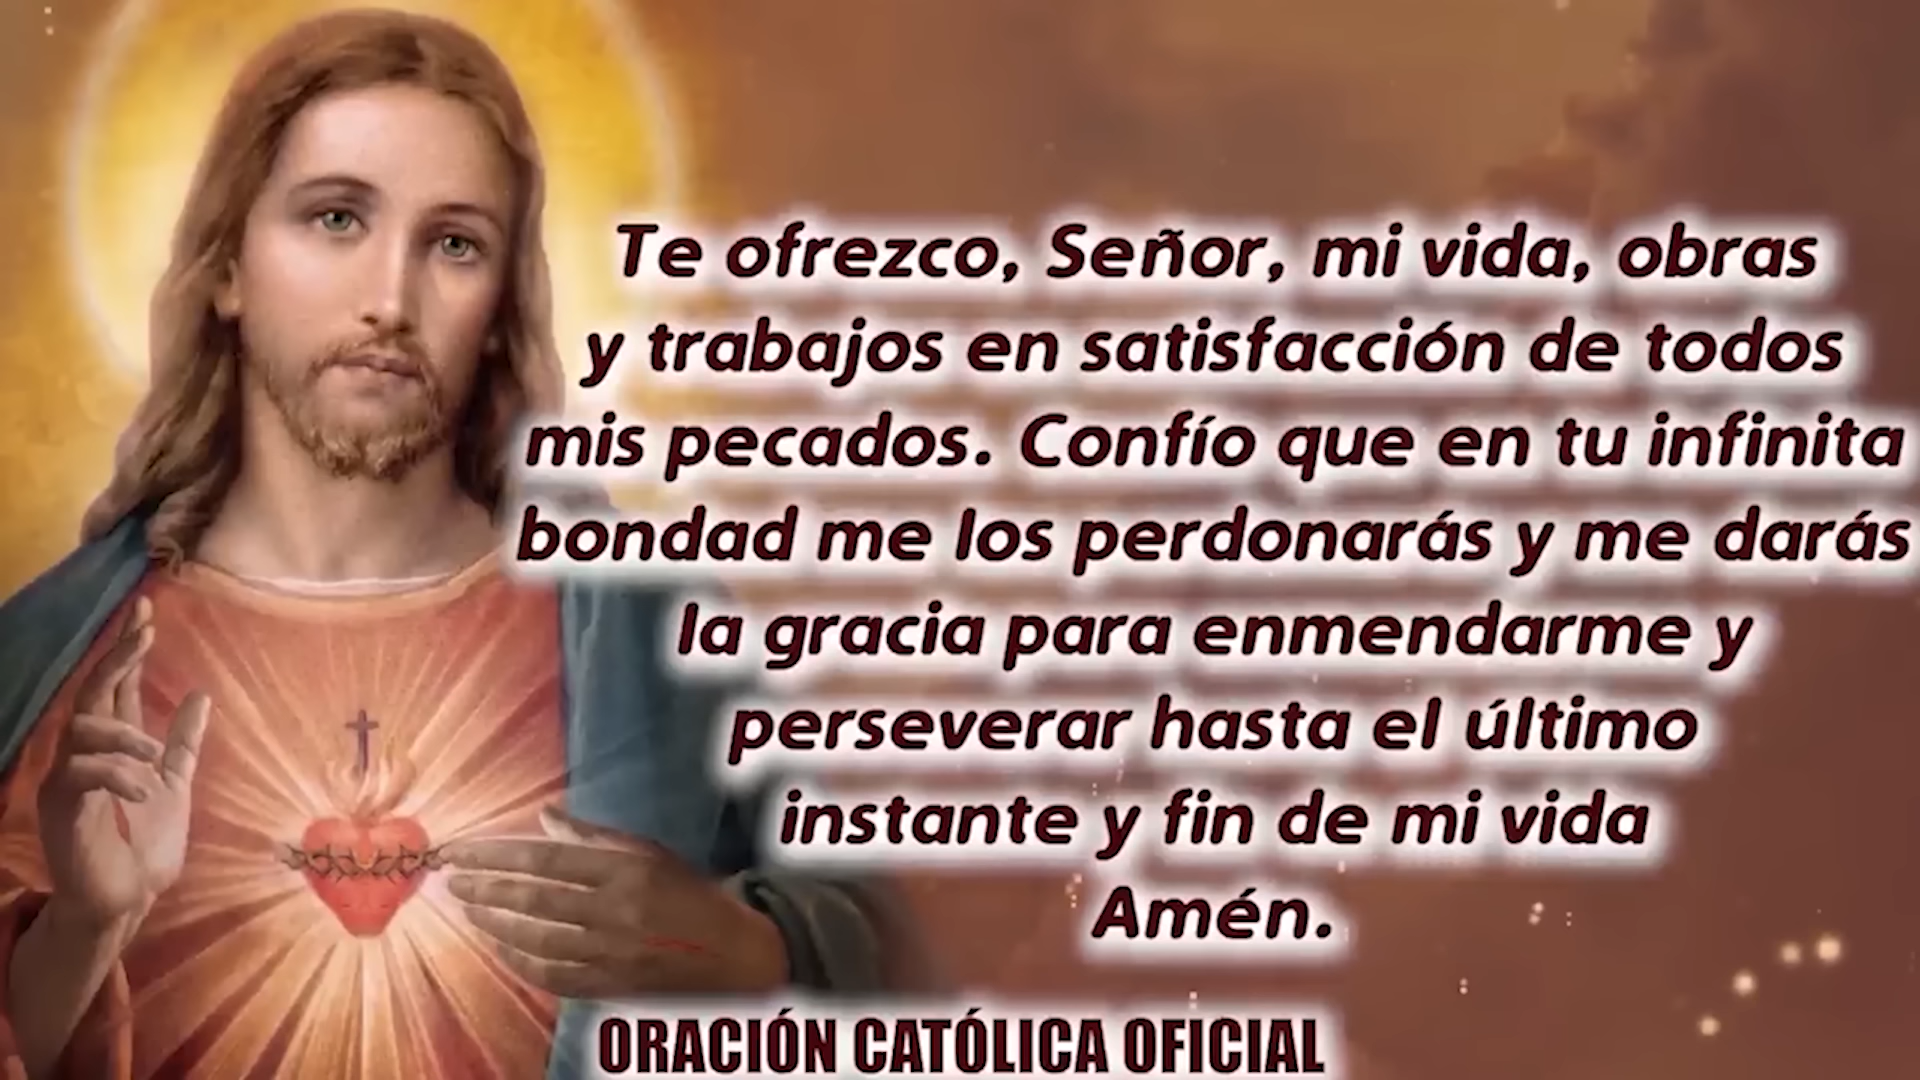 Te ofrezco, Señor, mi vida, obras
y trabajos en satisfacción de todos
mis pecados. Confío que en tu infinita
bondad me los perdonarás y me darás
la gracia para enmendarme y
perseverar hasta el último
instante y fin de mi vida
Amén.
ORACIÓN CATÓLICA OFICIAL